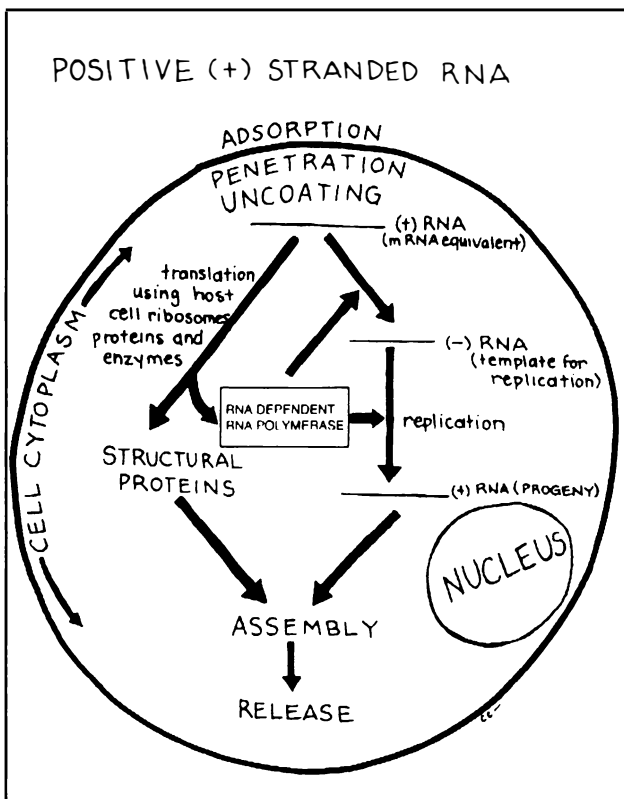 POSITIVE (+) STRANDED RNA
ADSORPTION
PENETRATION
UNCOATING
(+) RNA
(mRNA equivalent)
translation
using host
cell ribosomes
proteins and
enzymes
CELL CYTOPLASM
(−) RNA
(template for
replication)
RNA DEPENDENT
RNA POLYMERASE
replication
STRUCTURAL
PROTEINS
(+) RNA (PROGENY)
NUCLEUS
ASSEMBLY
RELEASE